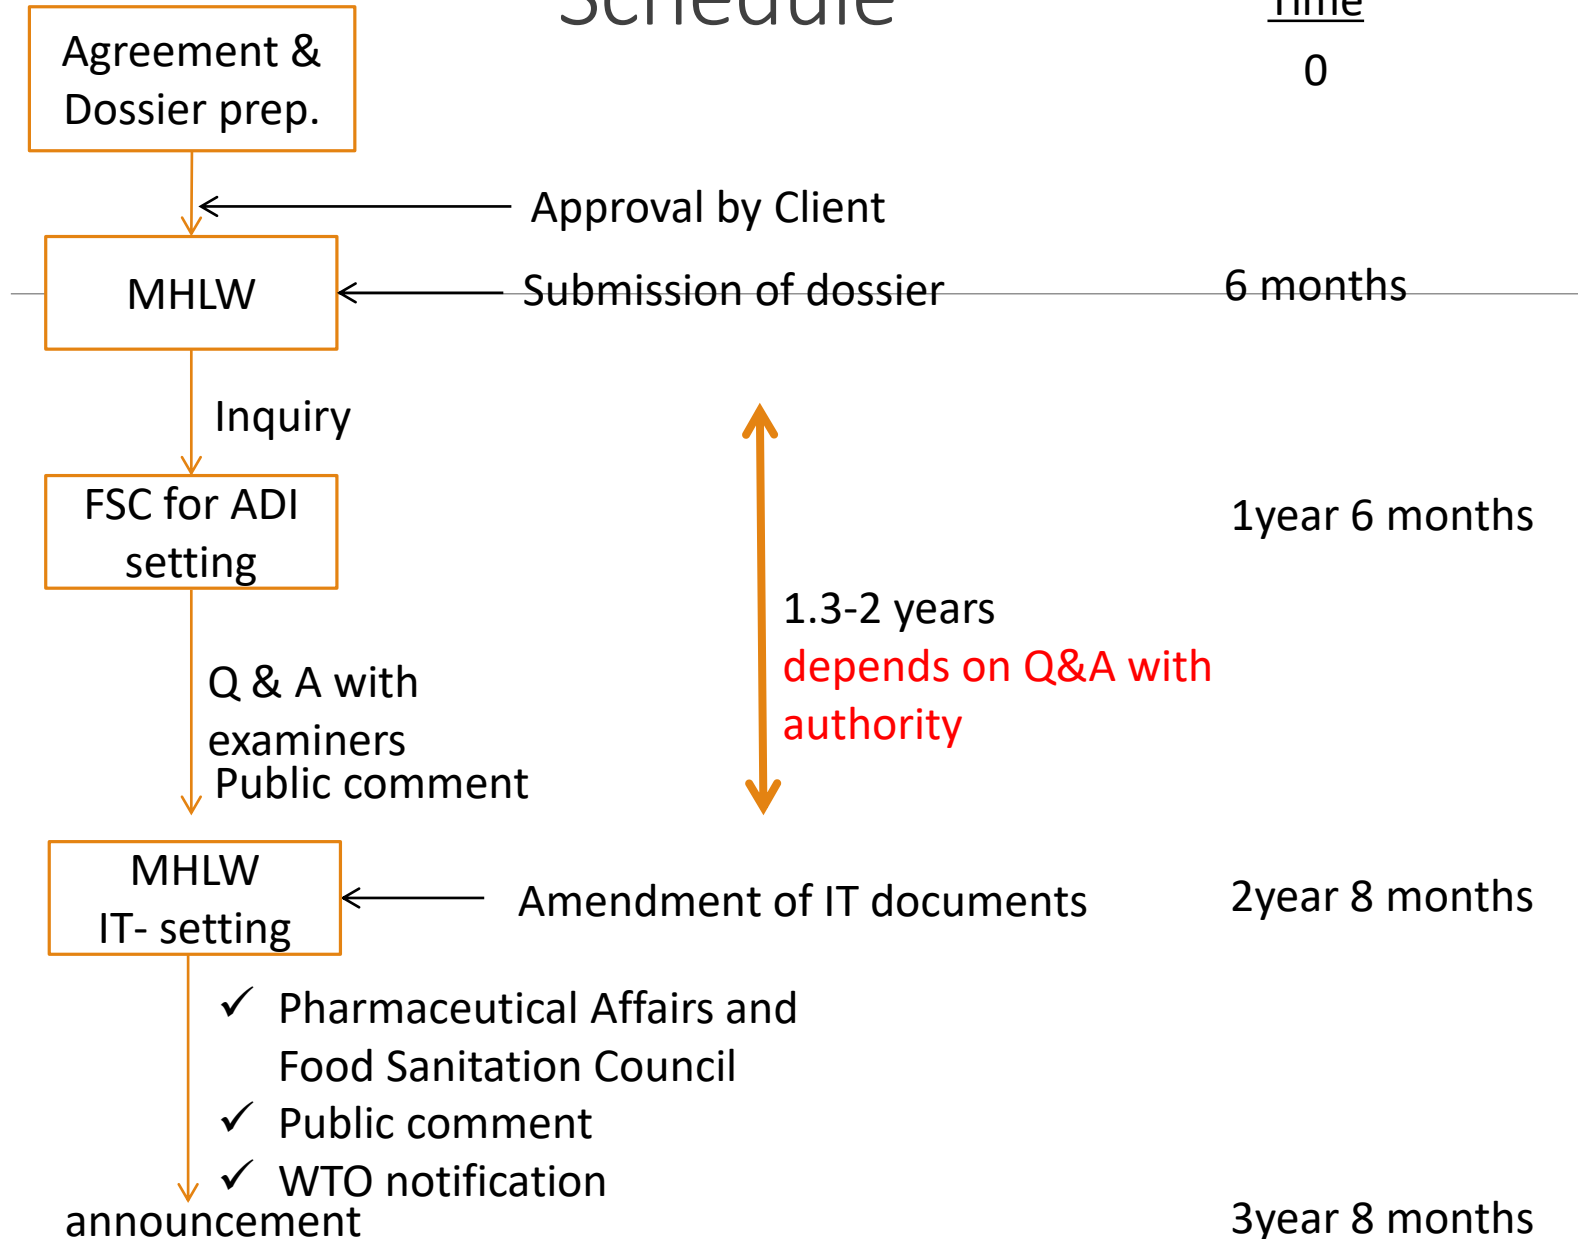 Schedule
Time
Agreement &
Dossier prep.
0
Approval by Client
MHLW
Submission of dossier
6 months
Inquiry
FSC for ADI
setting
1year 6 months
1.3-2 years
depends on Q&A with
authority
Q & A with
examiners
Public comment
MHLW
IT- setting
Amendment of IT documents
2year 8 months
✓ Pharmaceutical Affairs and
Food Sanitation Council
✓ Public comment
✓ WTO notification
announcement
3year 8 months